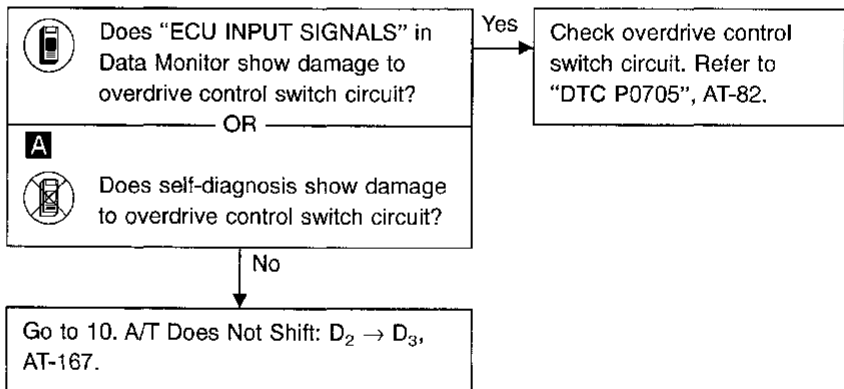 Does “ECU INPUT SIGNALS” in
Data Monitor show damage to
overdrive control switch circuit?
OR
A
Does self-diagnosis show damage
to overdrive control switch circuit?
Yes
Check overdrive control
switch circuit. Refer to
“DTC P0705”, AT-82.
No
Go to 10. A/T Does Not Shift: D₂ → D₃,
AT-167.